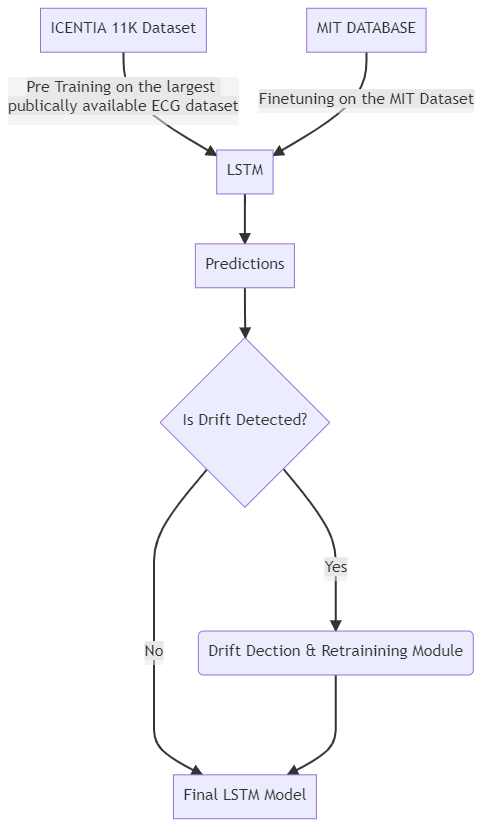 ICENTIA 11K Dataset
MIT DATABASE
Pre Training on the largest
publically available ECG dataset
Finetuning on the MIT Dataset
LSTM
Predictions
Is Drift Detected?
Yes
No
Drift Dection & Retrainining Module
Final LSTM Model